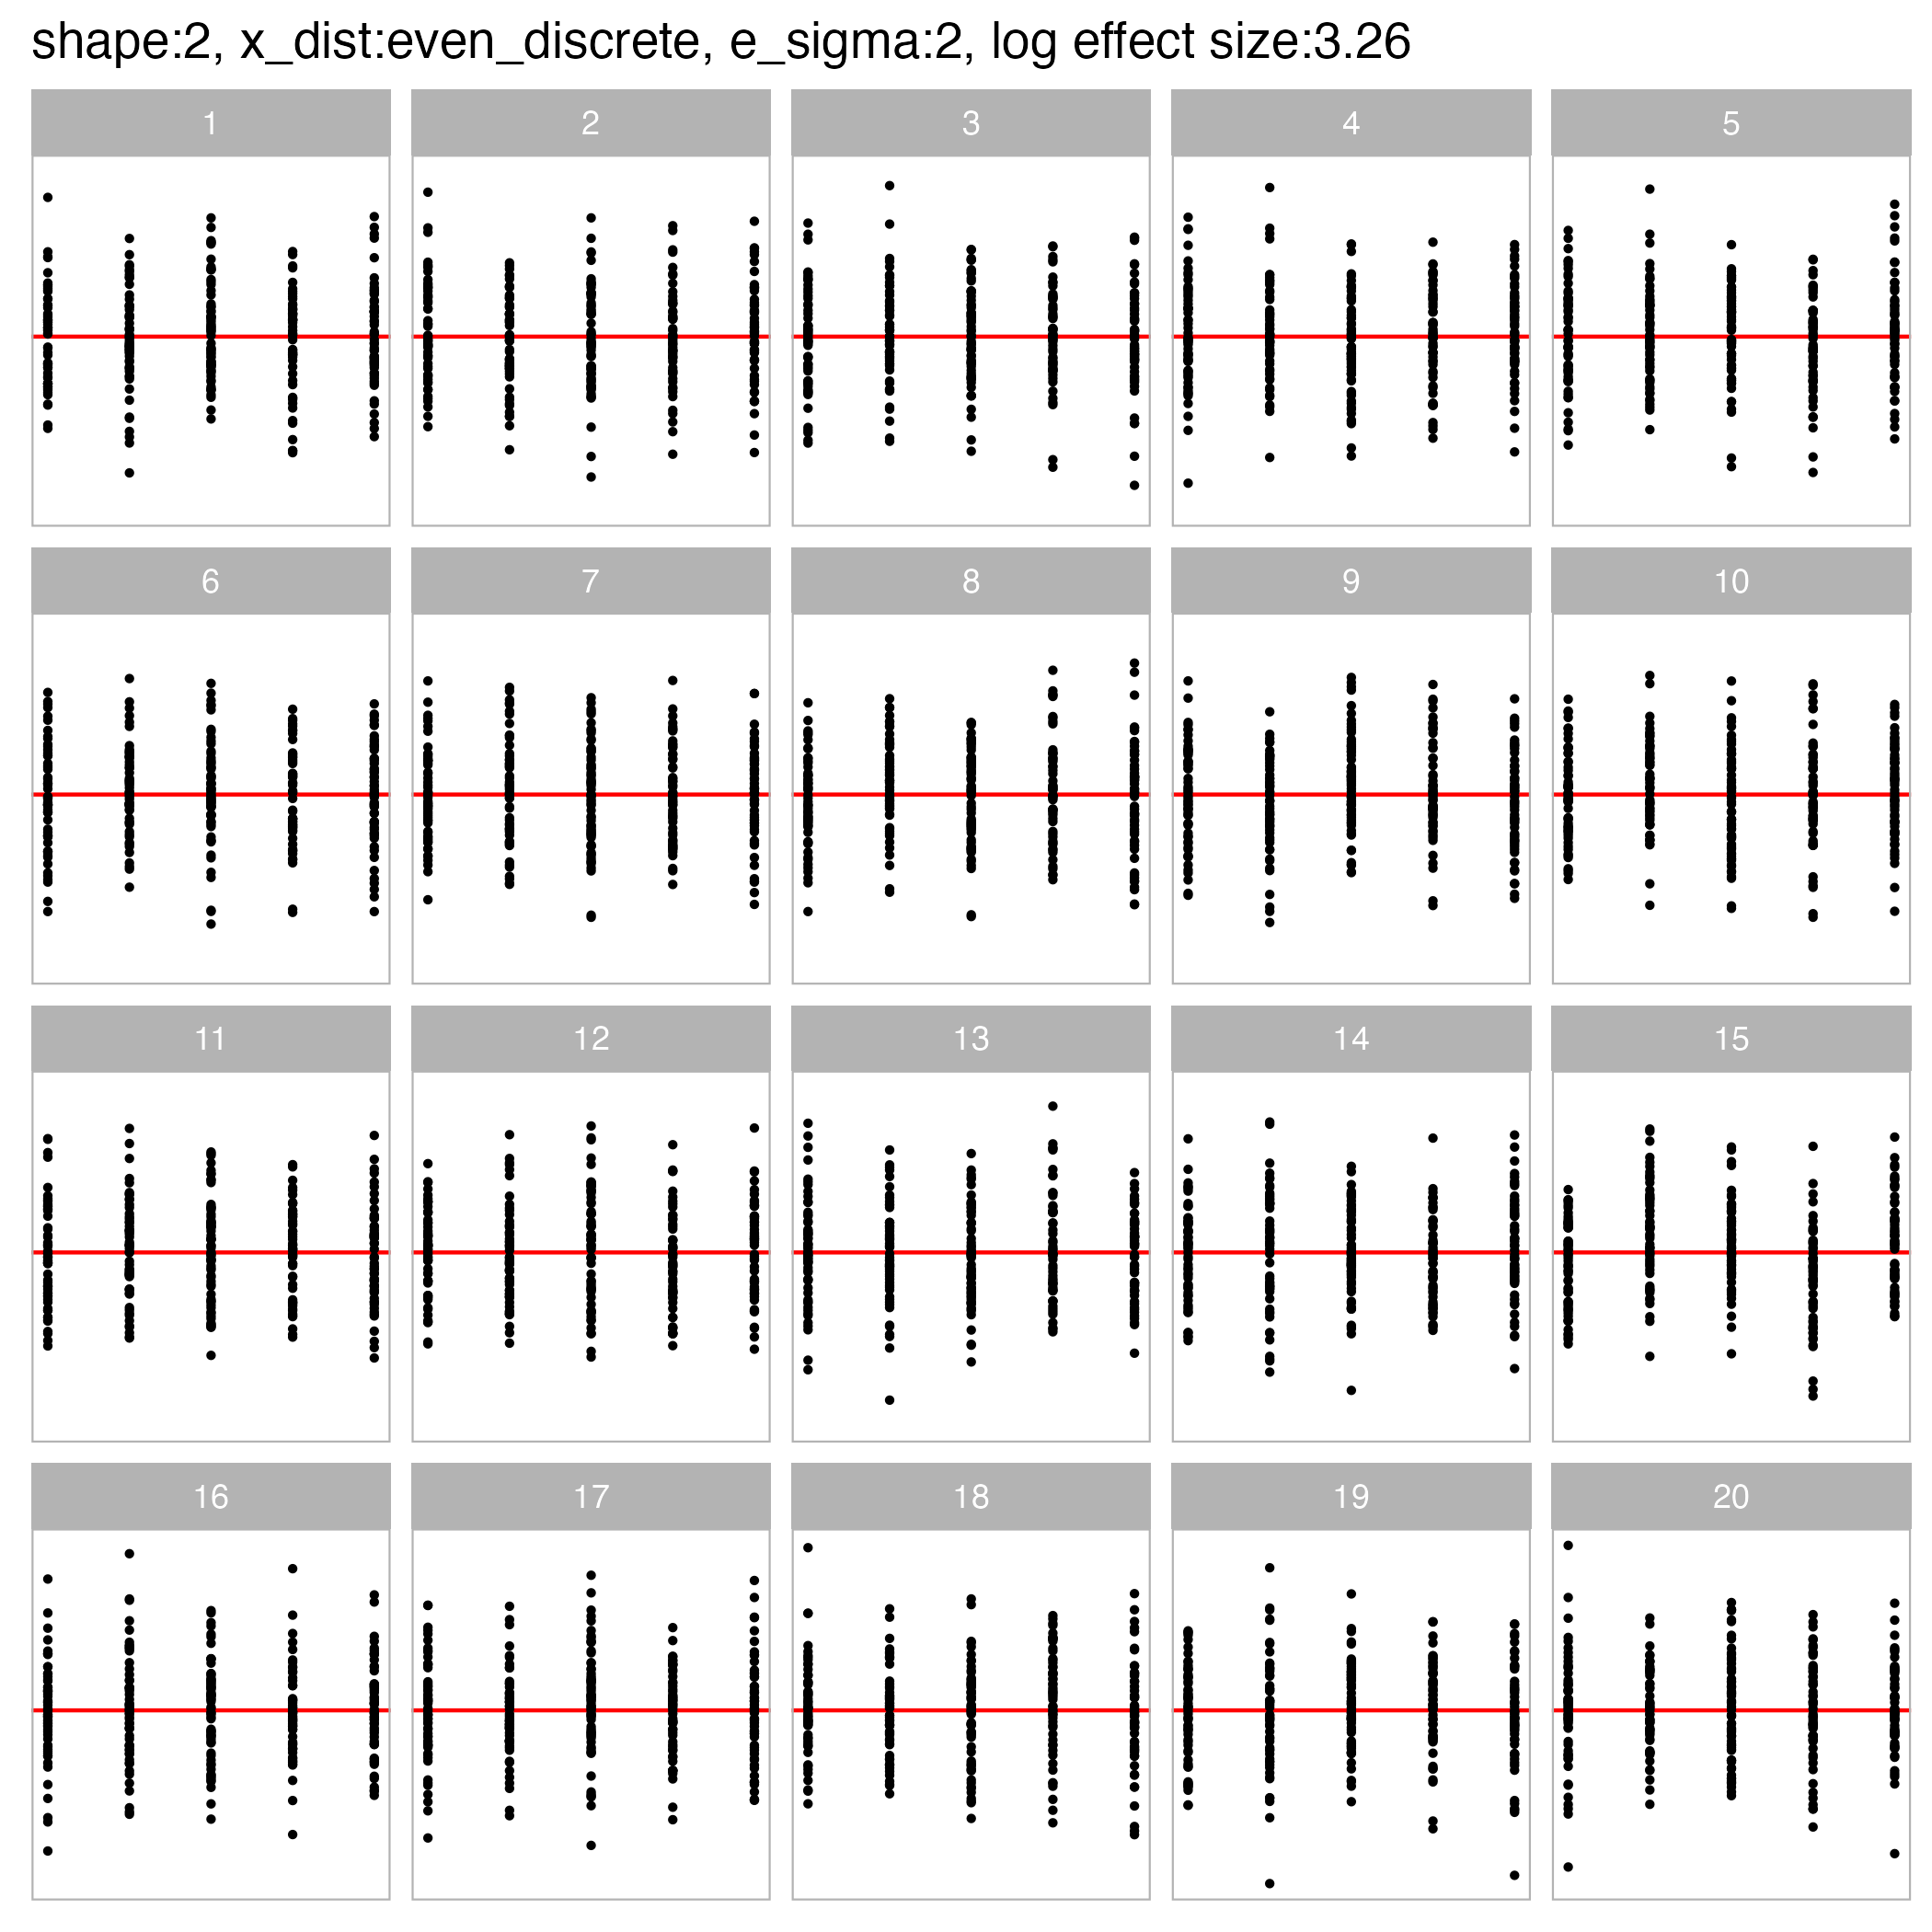 shape:2, x_dist:even_discrete, e_sigma:2, log effect size:3.26
1 2 3 4 5
6 7 8 9 10
11 12 13 14 15
16 17 18 19 20